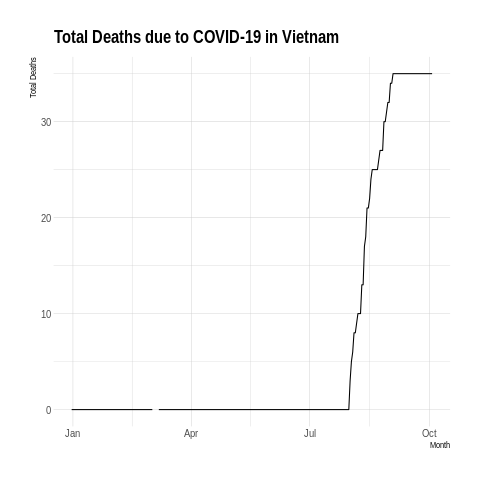 Total Deaths due to COVID-19 in Vietnam
Total Deaths
30
20
10
0
Jan Apr Jul Oct
Month